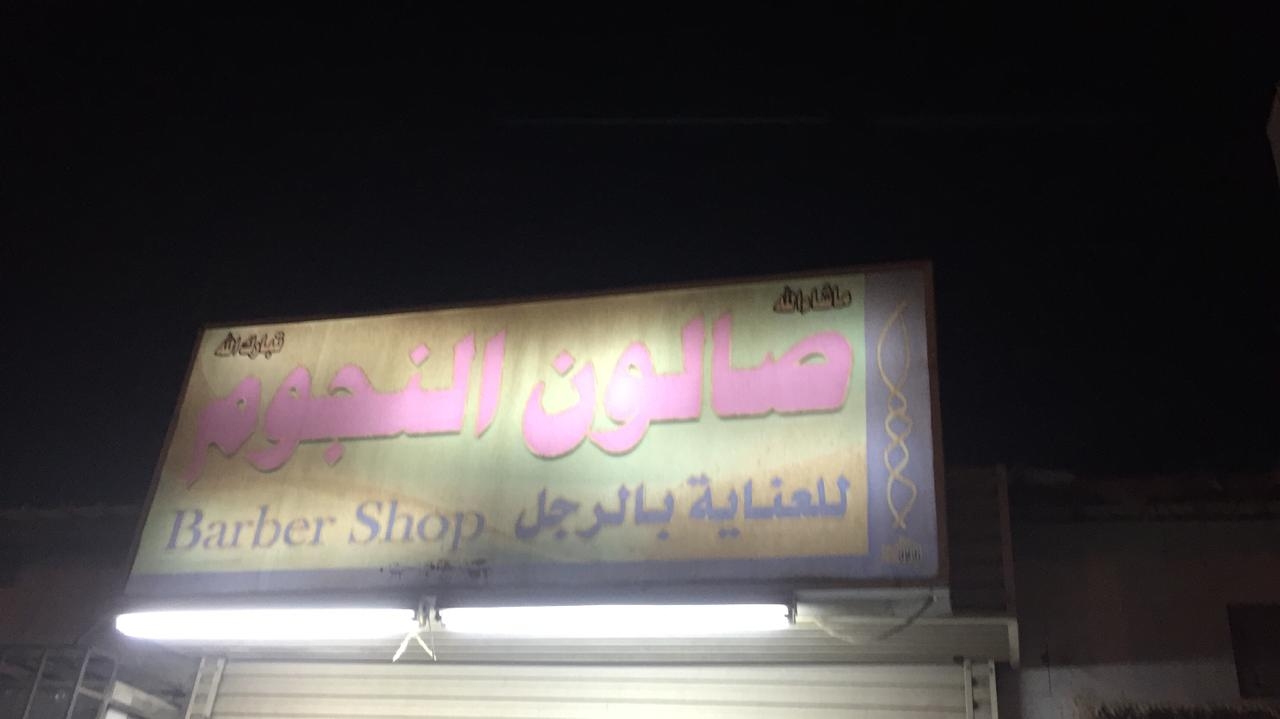 ماشاء الله تبارك الله
صالون النجوم
للعناية بالرجل Barber Shop